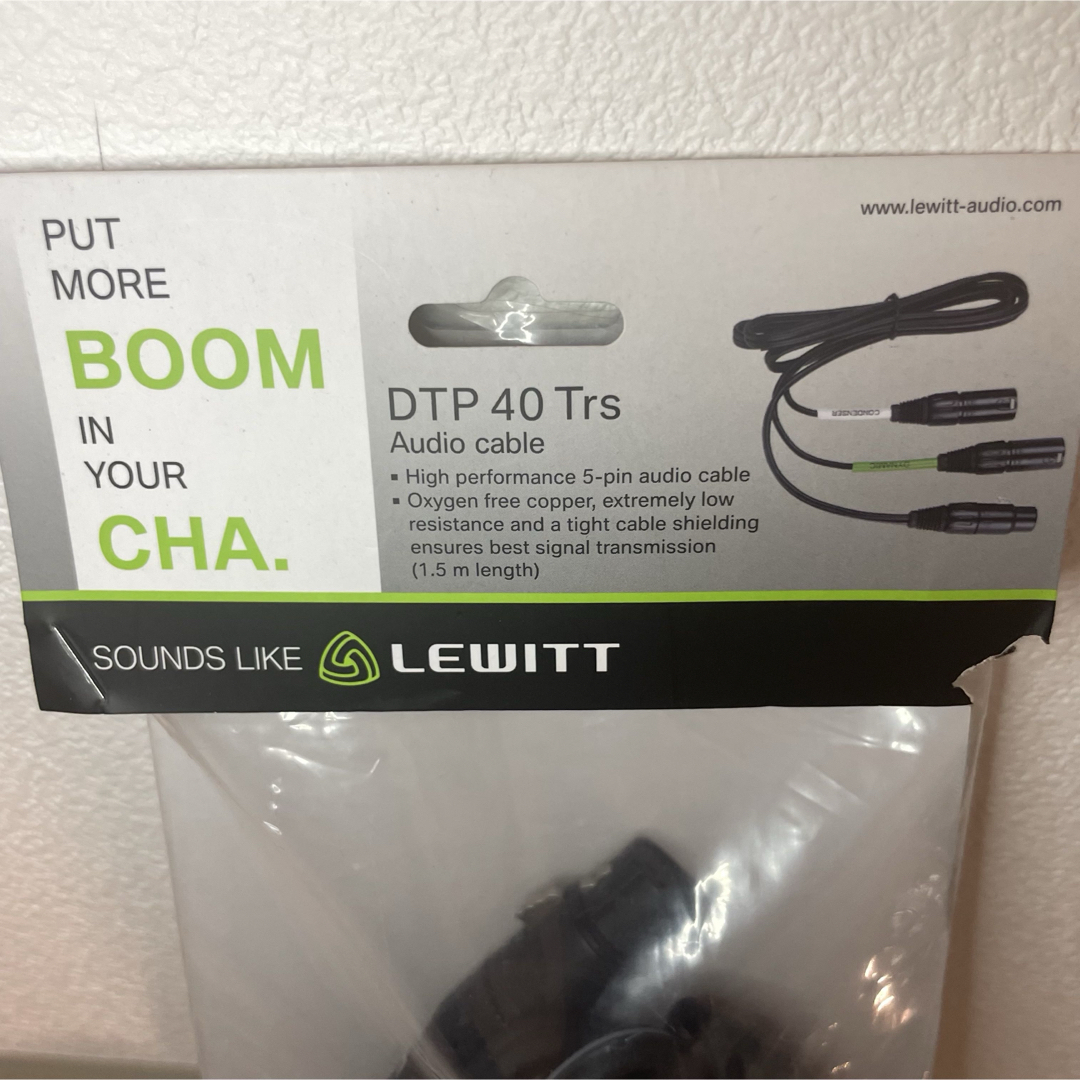 PUT
MORE
BOOM
IN
YOUR
CHA.
www.lewitt-audio.com
DTP 40 Trs
Audio cable
▪ High performance 5-pin audio cable
▪ Oxygen free copper, extremely low
resistance and a tight cable shielding
ensures best signal transmission
(1.5 m length)
CONDENSER
DYNAMIC
SOUNDS LIKE LEWITT